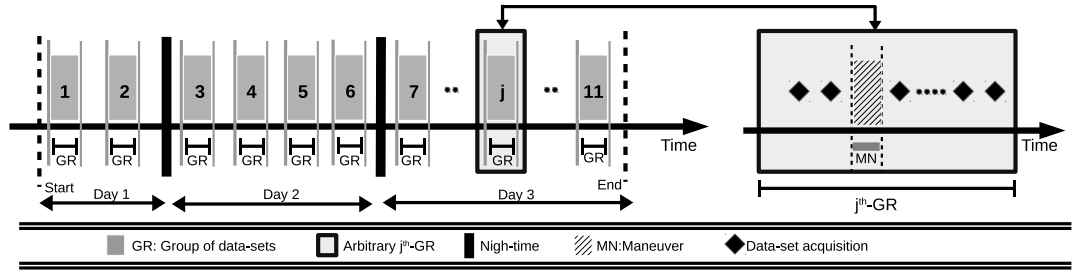 1 2 3 4 5 6 7 j 11
GR GR GR GR GR GR GR GR GR MN
Time Time
Start End
Day 1 Day 2 Day 3 jth-GR
GR: Group of data-sets Arbitrary jth-GR Nigh-time MN:Maneuver Data-set acquisition